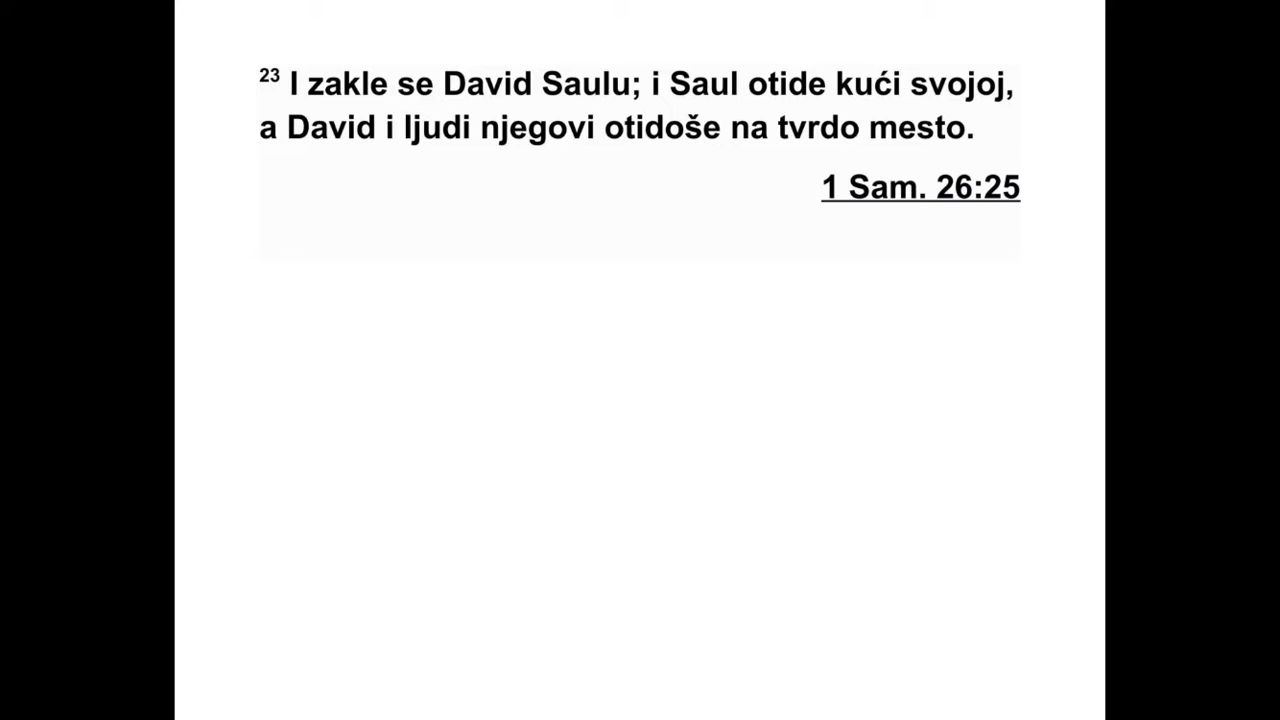 23 I zakle se David Saulu; i Saul otide kući svojoj,
a David i ljudi njegovi otidoše na tvrdo mesto.
1 Sam. 26:25